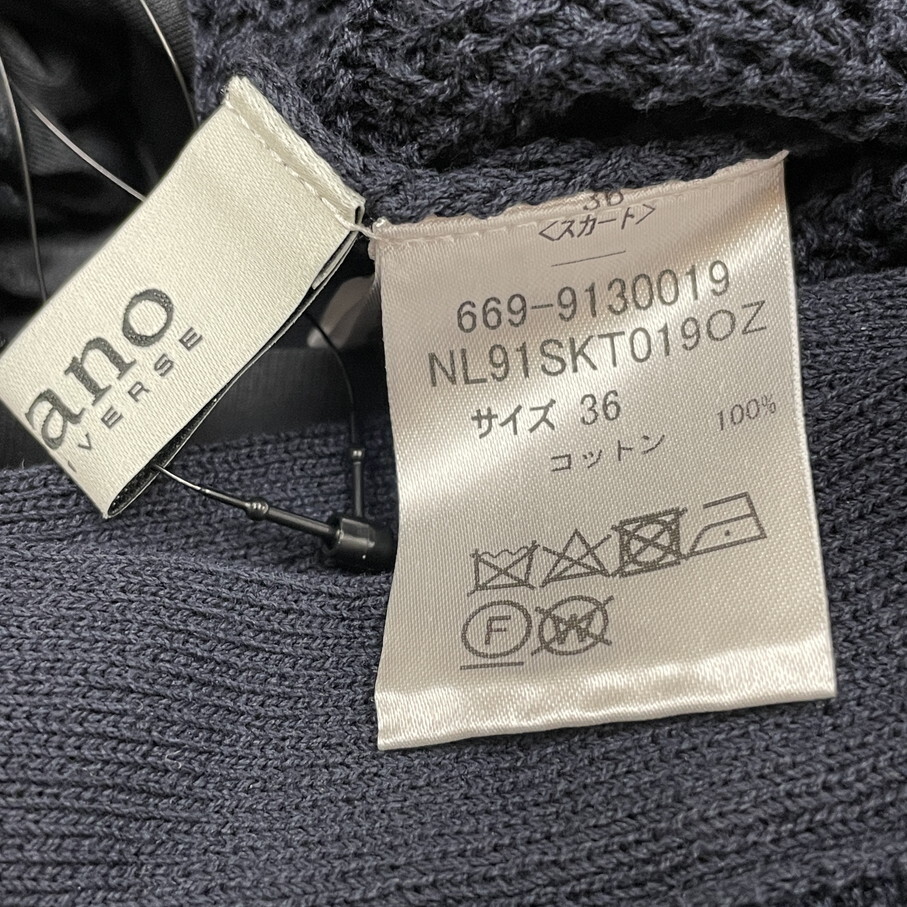 ano
VERSE
36
<スカート>
669-9130019
NL91SKT019OZ
サイズ 36
コットン 100%
F
W